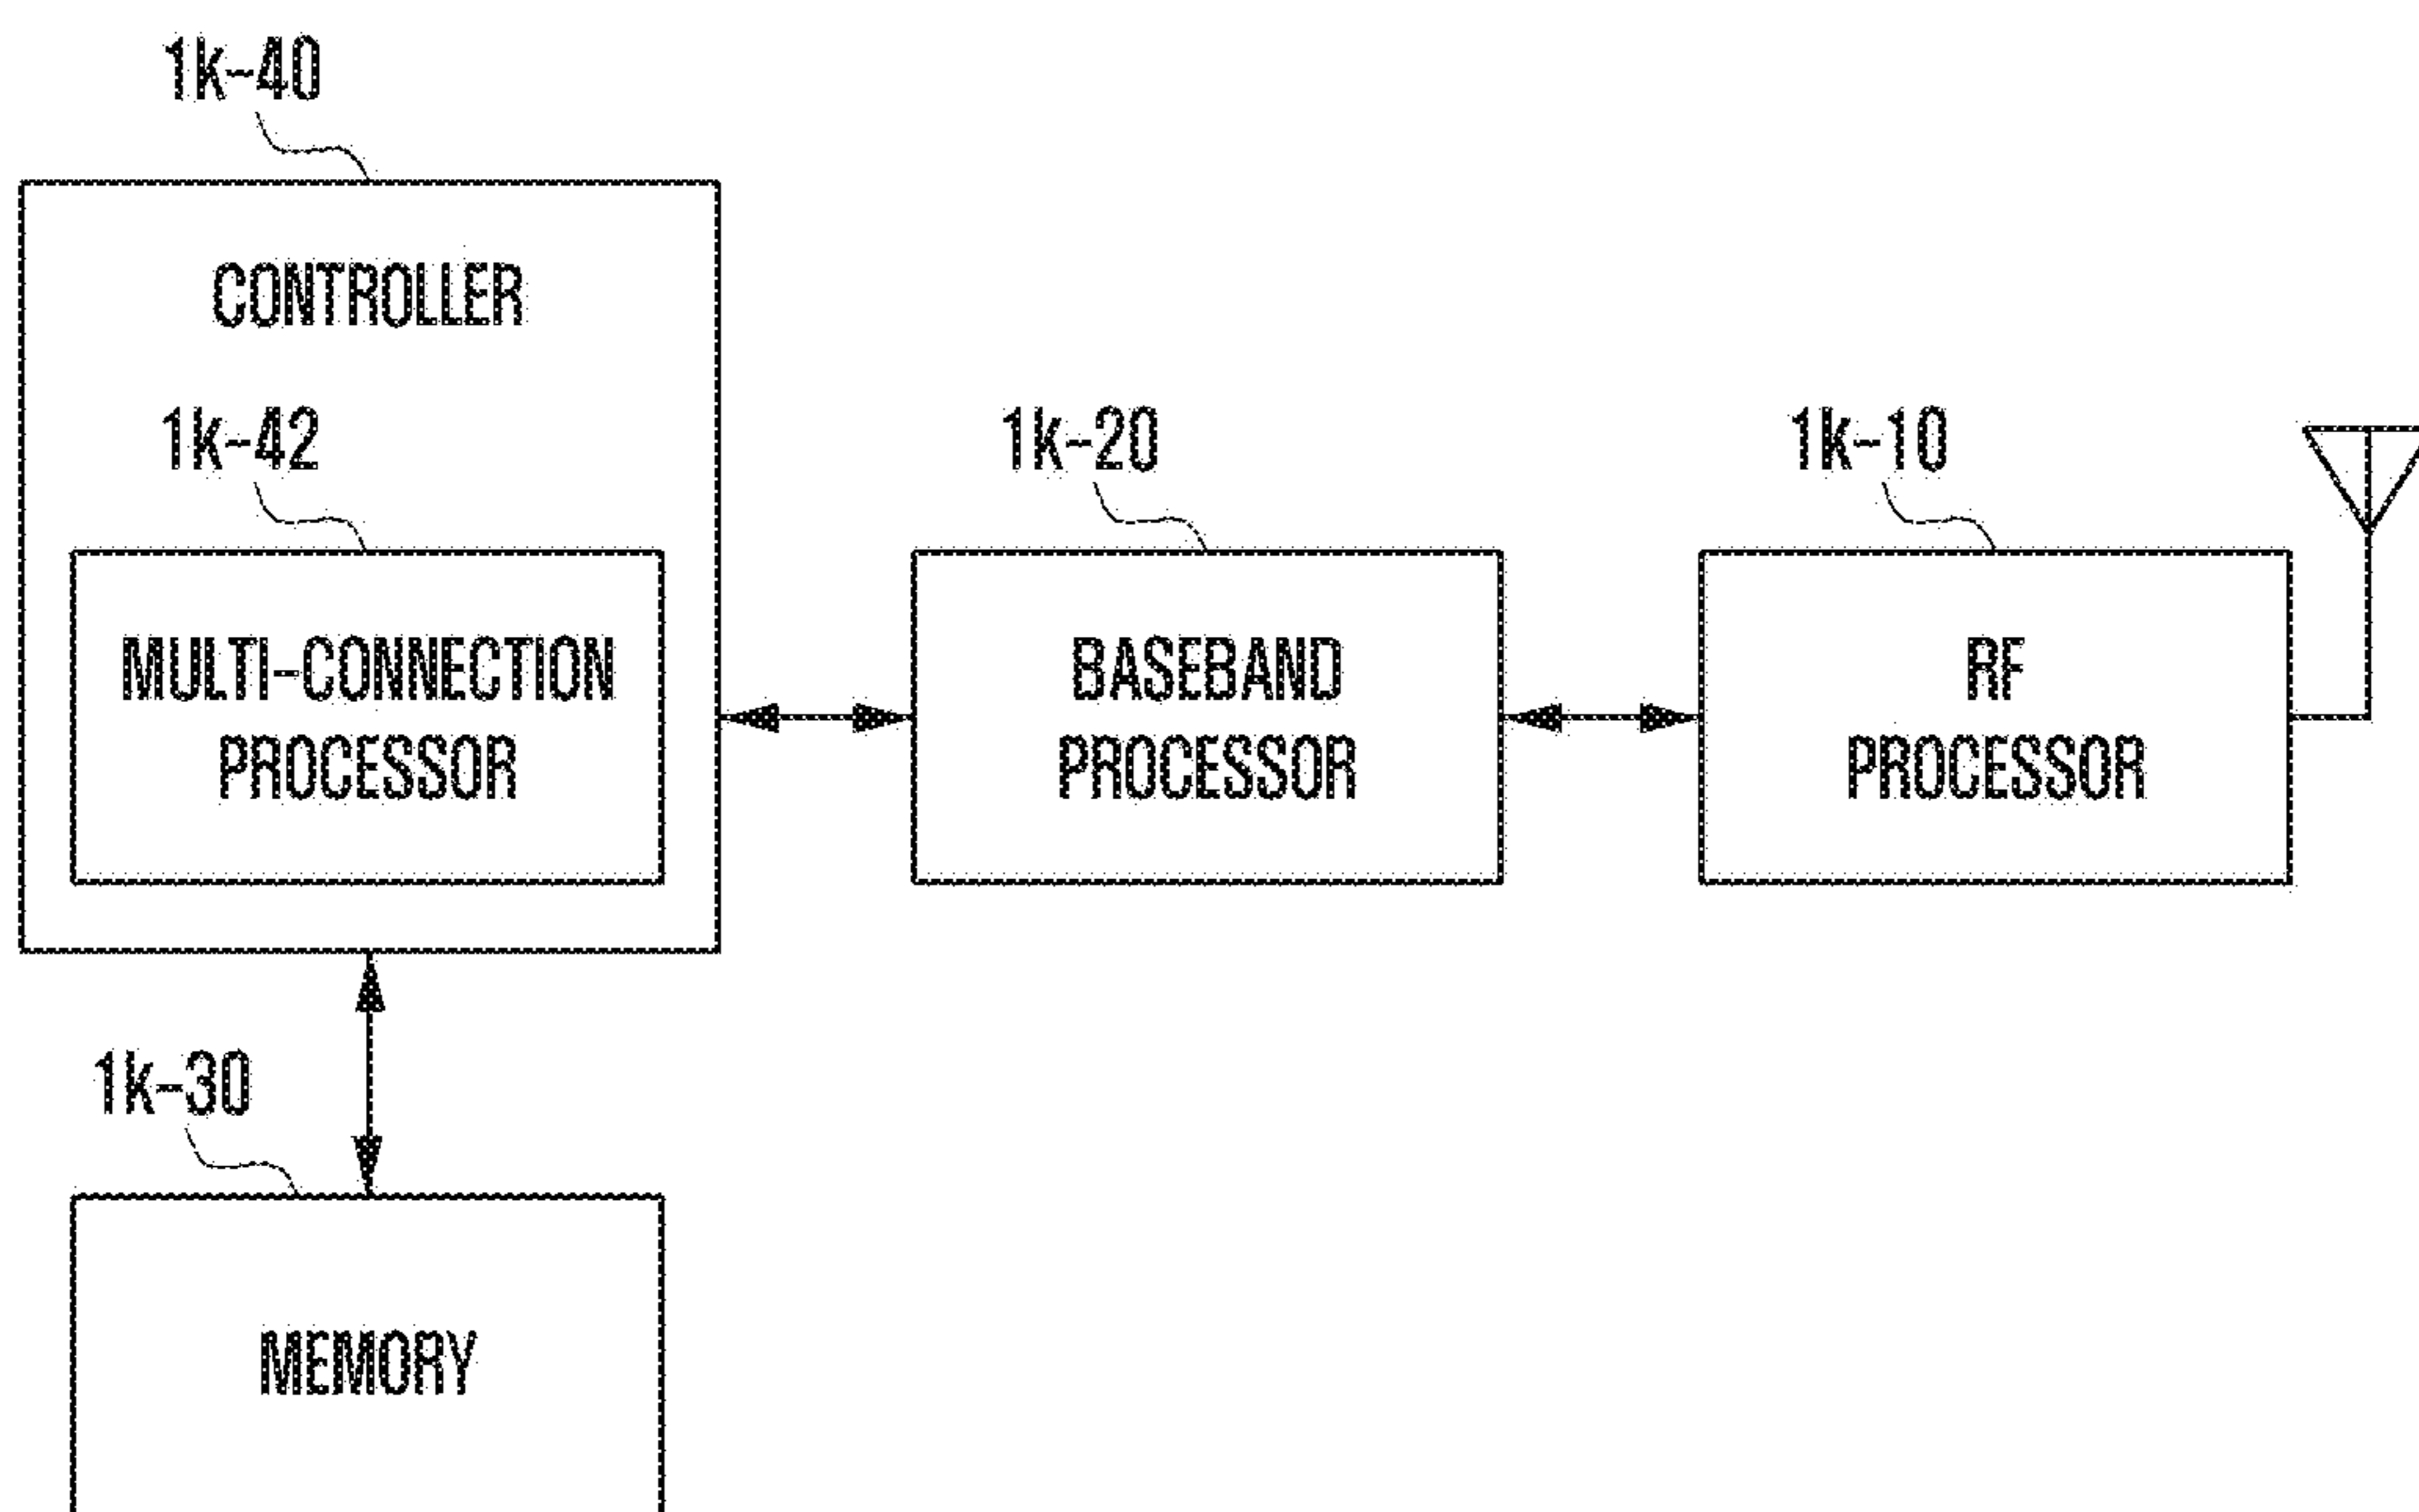 1k-40
CONTROLLER
1k-42
1k-20
1k-10
MULTI-CONNECTION
PROCESSOR
BASEBAND
PROCESSOR
RF
PROCESSOR
1k-30
MEMORY